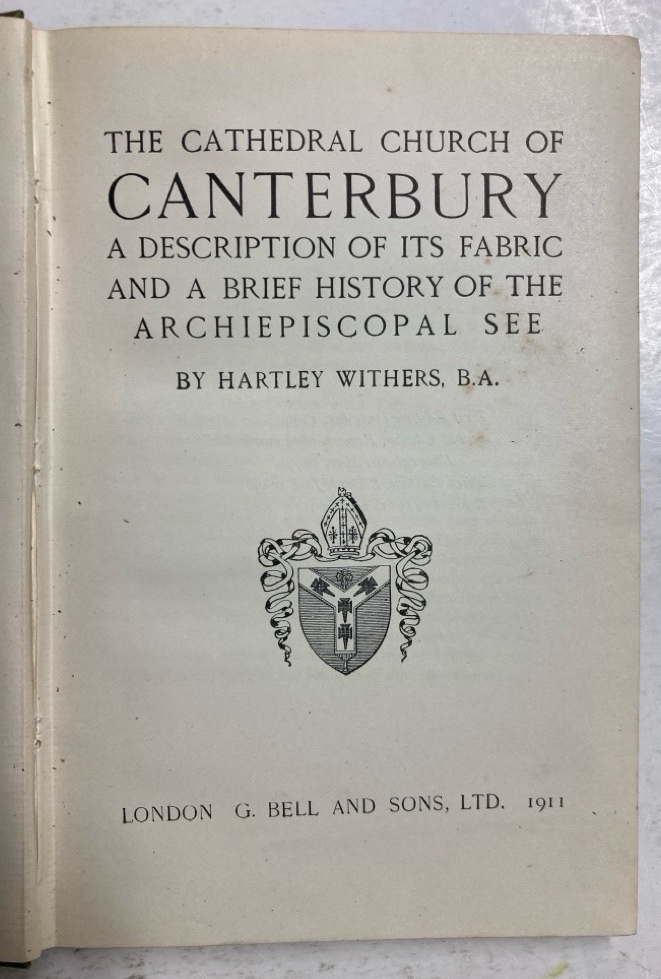 THE CATHEDRAL CHURCH OF
CANTERBURY
A DESCRIPTION OF ITS FABRIC
AND A BRIEF HISTORY OF THE
ARCHIEPISCOPAL SEE
BY HARTLEY WITHERS, B.A.
LONDON G. BELL AND SONS, LTD. 1911